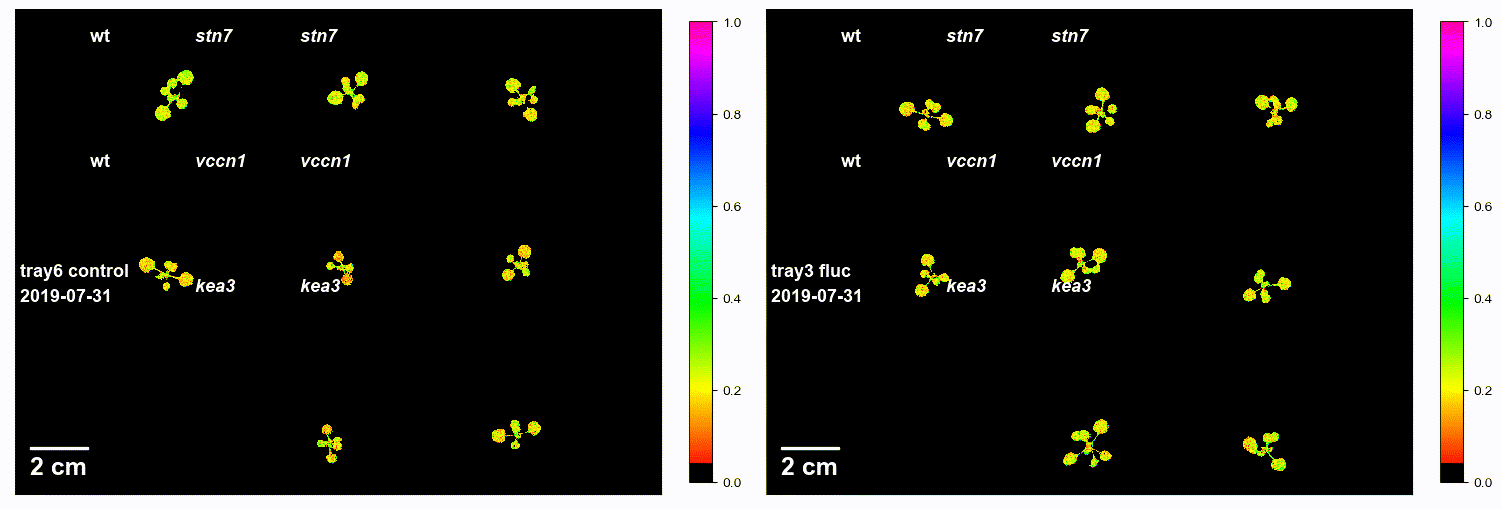 wt stn7 stn7
wt vccn1 vccn1
tray6 control
2019-07-31
kea3 kea3
2 cm
1.0
0.8
0.6
0.4
0.2
0.0
wt stn7 stn7
wt vccn1 vccn1
tray3 fluc
2019-07-31
kea3 kea3
2 cm
1.0
0.8
0.6
0.4
0.2
0.0